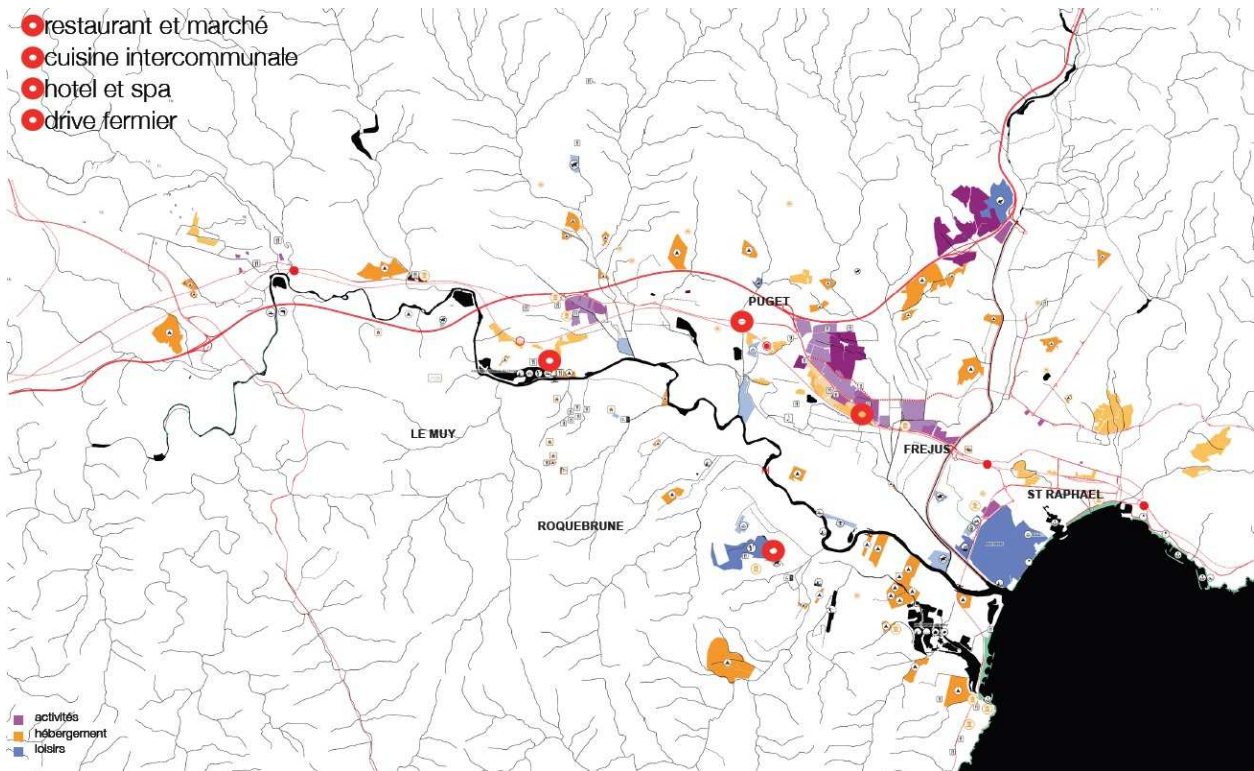 restaurant et marché
cuisine intercommunale
hotel et spa
drive fermier
PUGET
LE MUY
FREJUS
ST RAPHAEL
ROQUEBRUNE
activités
hébergement
loisirs